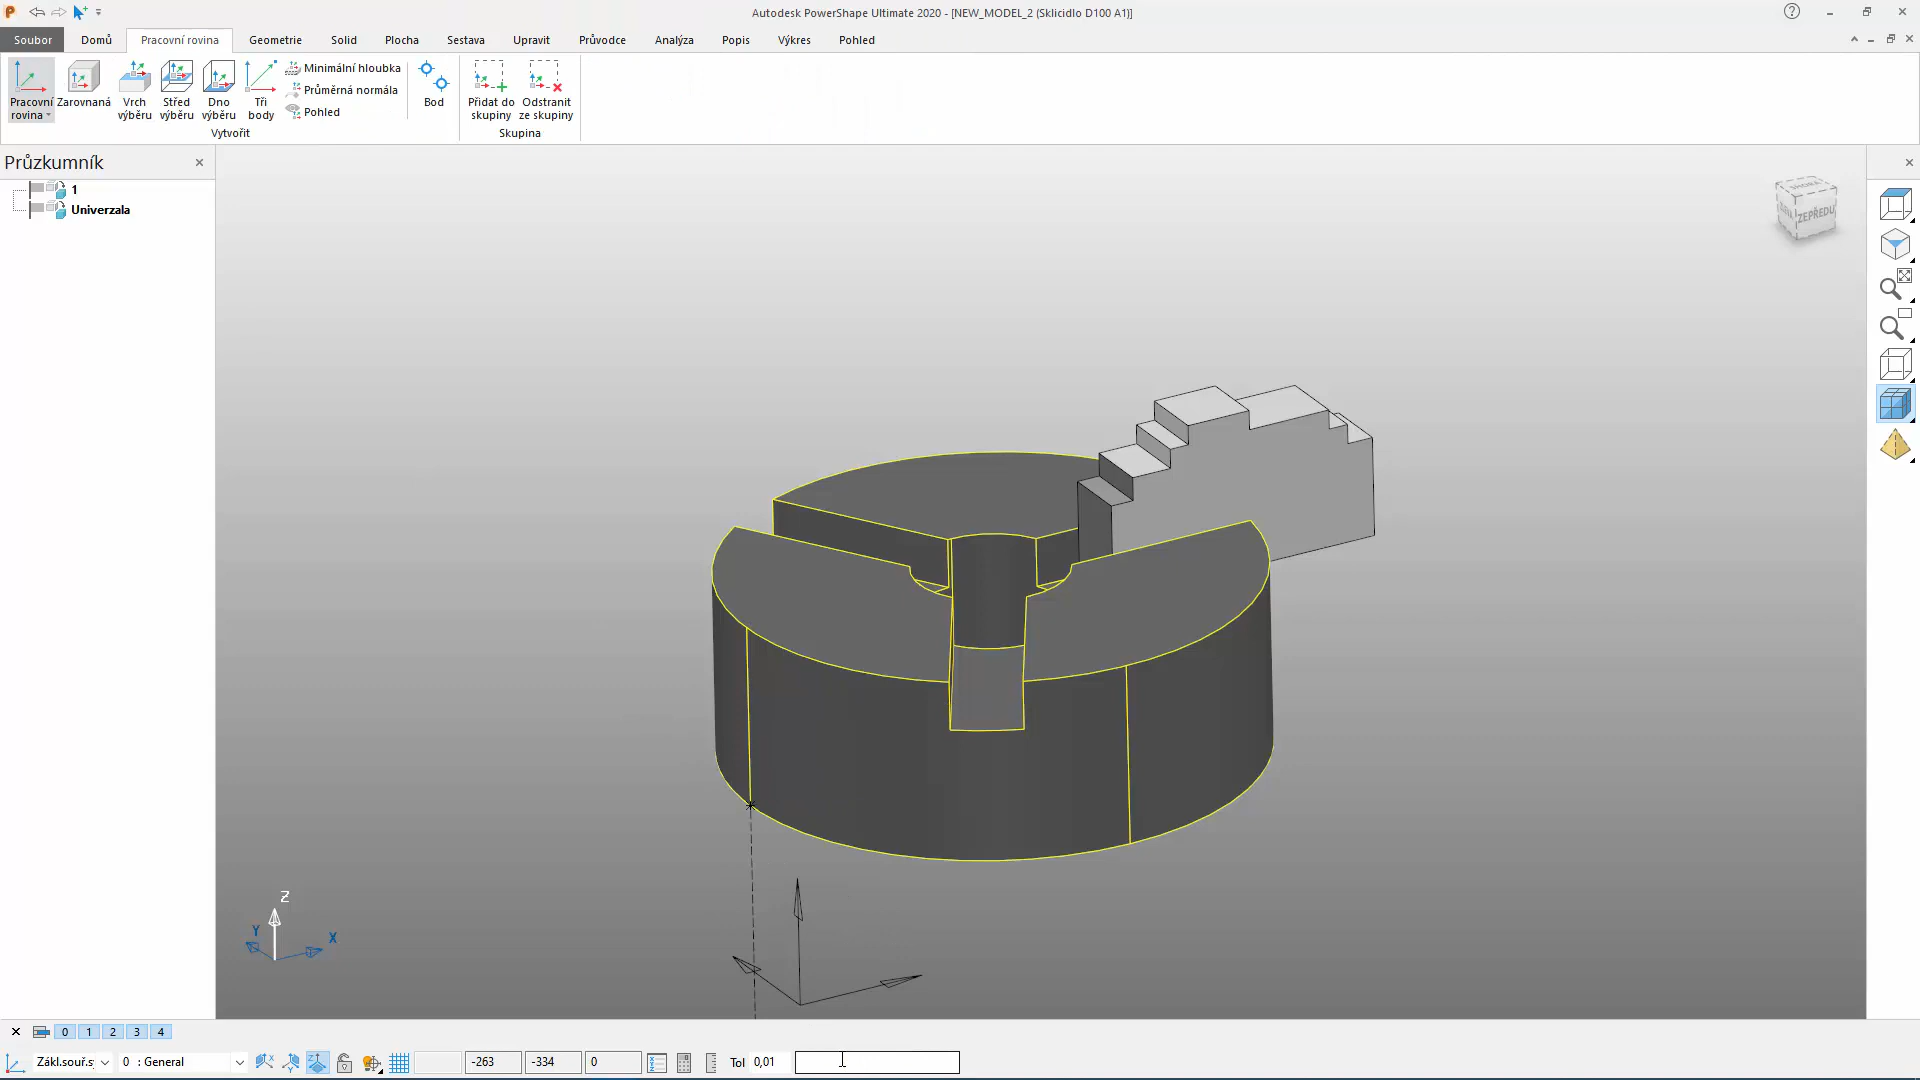 Autodesk PowerShape Ultimate 2020 - [NEW_MODEL_2 (Sklicidlo D100 A1)]
Soubor Domů Pracovní rovina Geometrie Solid Plocha Sestava Upravit Průvodce Analýza Popis Výkres Pohled
Pracovní rovina
Zarovnaná
Vrch výběru
Střed výběru
Dno výběru
Tři body
Minimální hloubka
Průměrná normála
Pohled
Bod
Přidat do skupiny
Odstranit ze skupiny
Vytvořit
Skupina
Průzkumník
1
Univerzala
ZEPŘEDU
Z
Y
X
0 1 2 3 4
Zákl.souř.s 0 : General -263 -334 0 Tol 0,01